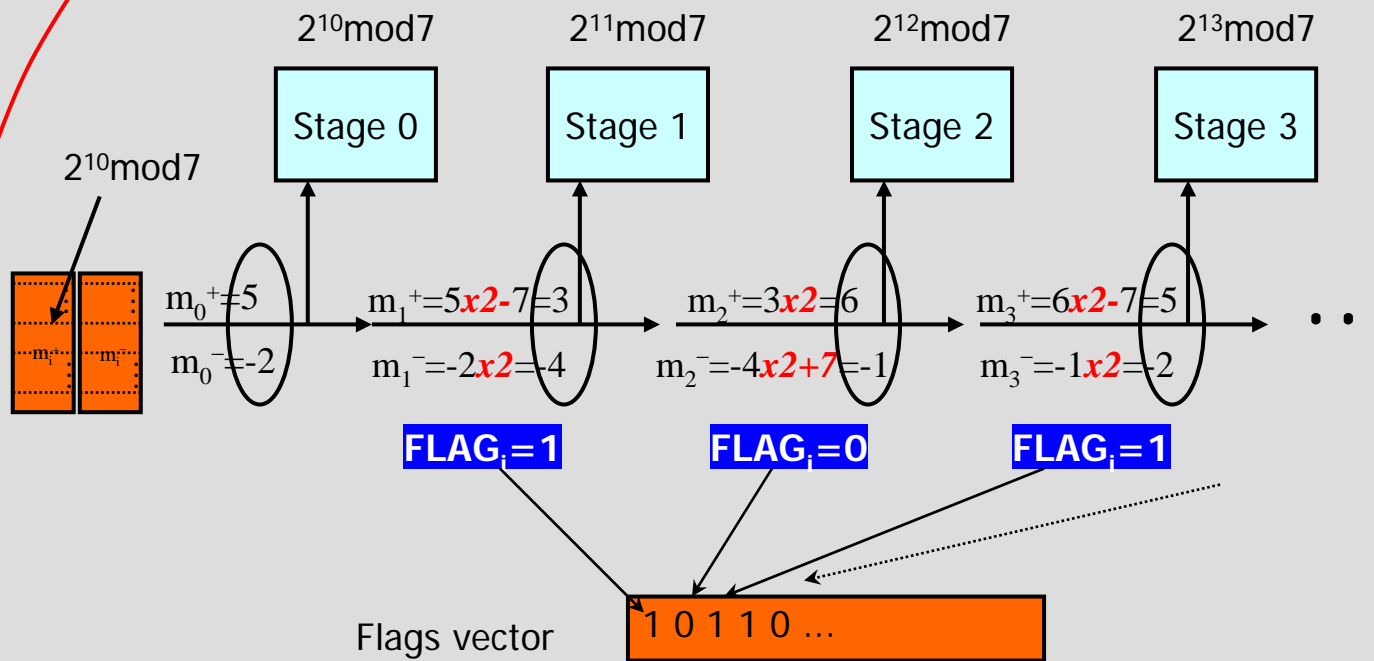 2¹⁰mod7 2¹¹mod7 2¹²mod7 2¹³mod7
Stage 0 Stage 1 Stage 2 Stage 3
2¹⁰mod7
m₀⁺=5 m₁⁺=5x2-7=3 m₂⁺=3x2=6 m₃⁺=6x2-7=5
mᵢ⁺ mᵢ⁻
m₀⁻=-2 m₁⁻=-2x2=-4 m₂⁻=-4x2+7=-1 m₃⁻=-1x2=-2
FLAGᵢ=1 FLAGᵢ=0 FLAGᵢ=1
1 0 1 1 0 ...
Flags vector